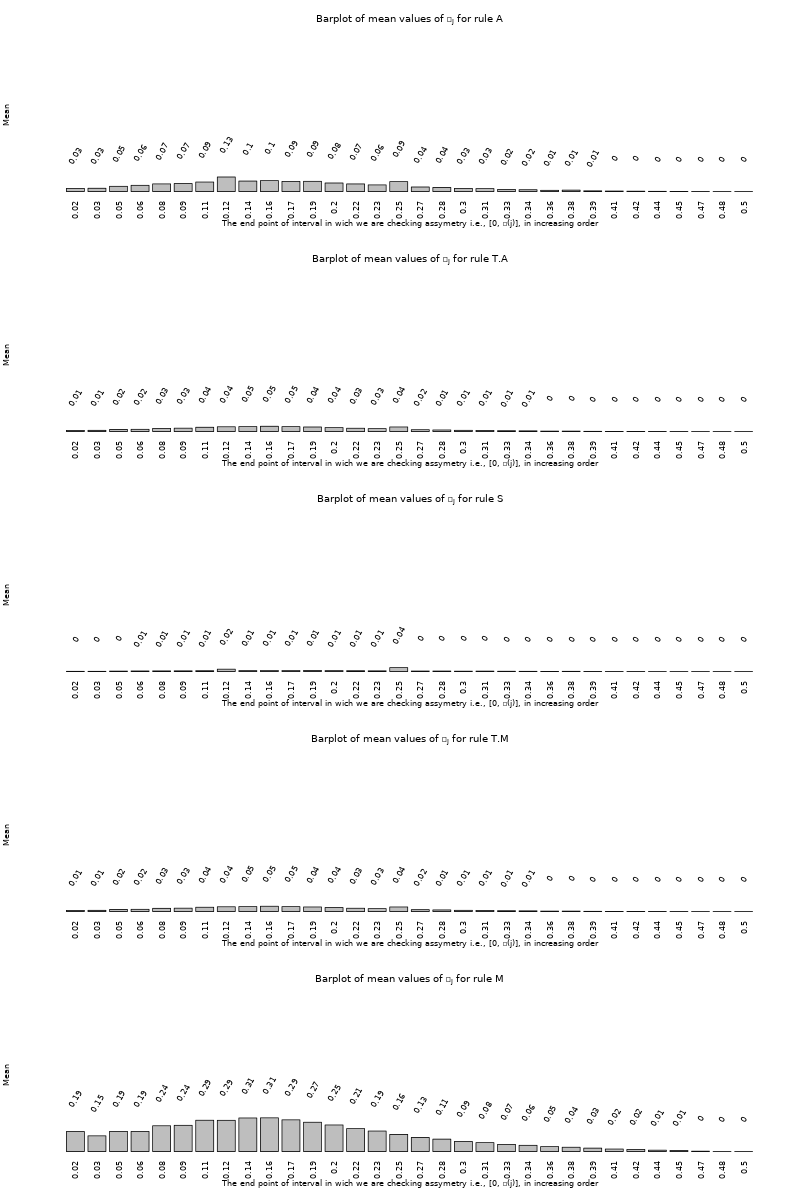 Barplot of mean values of □j for rule A
Mean
0.03 0.03 0.05 0.06 0.07 0.07 0.09 0.13 0.1 0.1 0.09 0.09 0.08 0.07 0.06 0.09 0.04 0.04 0.03 0.03 0.02 0.02 0.01 0.01 0.01 0 0 0 0 0 0 0
0.02 0.03 0.05 0.06 0.08 0.09 0.11 0.12 0.14 0.16 0.17 0.19 0.2 0.22 0.23 0.25 0.27 0.28 0.3 0.31 0.33 0.34 0.36 0.38 0.39 0.41 0.42 0.44 0.45 0.47 0.48 0.5
The end point of interval in wich we are checking assymetry i.e., [0, □(j)], in increasing order
Barplot of mean values of □j for rule T.A
Mean
0.01 0.01 0.02 0.02 0.03 0.03 0.04 0.04 0.05 0.05 0.05 0.04 0.04 0.03 0.03 0.04 0.02 0.01 0.01 0.01 0.01 0.01 0 0 0 0 0 0 0 0 0 0
0.02 0.03 0.05 0.06 0.08 0.09 0.11 0.12 0.14 0.16 0.17 0.19 0.2 0.22 0.23 0.25 0.27 0.28 0.3 0.31 0.33 0.34 0.36 0.38 0.39 0.41 0.42 0.44 0.45 0.47 0.48 0.5
The end point of interval in wich we are checking assymetry i.e., [0, □(j)], in increasing order
Barplot of mean values of □j for rule S
Mean
0 0 0 0.01 0.01 0.01 0.01 0.02 0.01 0.01 0.01 0.01 0.01 0.01 0.01 0.04 0 0 0 0 0 0 0 0 0 0 0 0 0 0 0 0
0.02 0.03 0.05 0.06 0.08 0.09 0.11 0.12 0.14 0.16 0.17 0.19 0.2 0.22 0.23 0.25 0.27 0.28 0.3 0.31 0.33 0.34 0.36 0.38 0.39 0.41 0.42 0.44 0.45 0.47 0.48 0.5
The end point of interval in wich we are checking assymetry i.e., [0, □(j)], in increasing order
Barplot of mean values of □j for rule T.M
Mean
0.01 0.01 0.02 0.02 0.03 0.03 0.04 0.04 0.05 0.05 0.05 0.04 0.04 0.03 0.03 0.04 0.02 0.01 0.01 0.01 0.01 0.01 0 0 0 0 0 0 0 0 0 0
0.02 0.03 0.05 0.06 0.08 0.09 0.11 0.12 0.14 0.16 0.17 0.19 0.2 0.22 0.23 0.25 0.27 0.28 0.3 0.31 0.33 0.34 0.36 0.38 0.39 0.41 0.42 0.44 0.45 0.47 0.48 0.5
The end point of interval in wich we are checking assymetry i.e., [0, □(j)], in increasing order
Barplot of mean values of □j for rule M
Mean
0.19 0.15 0.19 0.19 0.24 0.24 0.29 0.29 0.31 0.31 0.29 0.27 0.25 0.21 0.19 0.16 0.13 0.11 0.09 0.08 0.07 0.06 0.05 0.04 0.03 0.02 0.02 0.01 0.01 0 0 0
0.02 0.03 0.05 0.06 0.08 0.09 0.11 0.12 0.14 0.16 0.17 0.19 0.2 0.22 0.23 0.25 0.27 0.28 0.3 0.31 0.33 0.34 0.36 0.38 0.39 0.41 0.42 0.44 0.45 0.47 0.48 0.5
The end point of interval in wich we are checking assymetry i.e., [0, □(j)], in increasing order